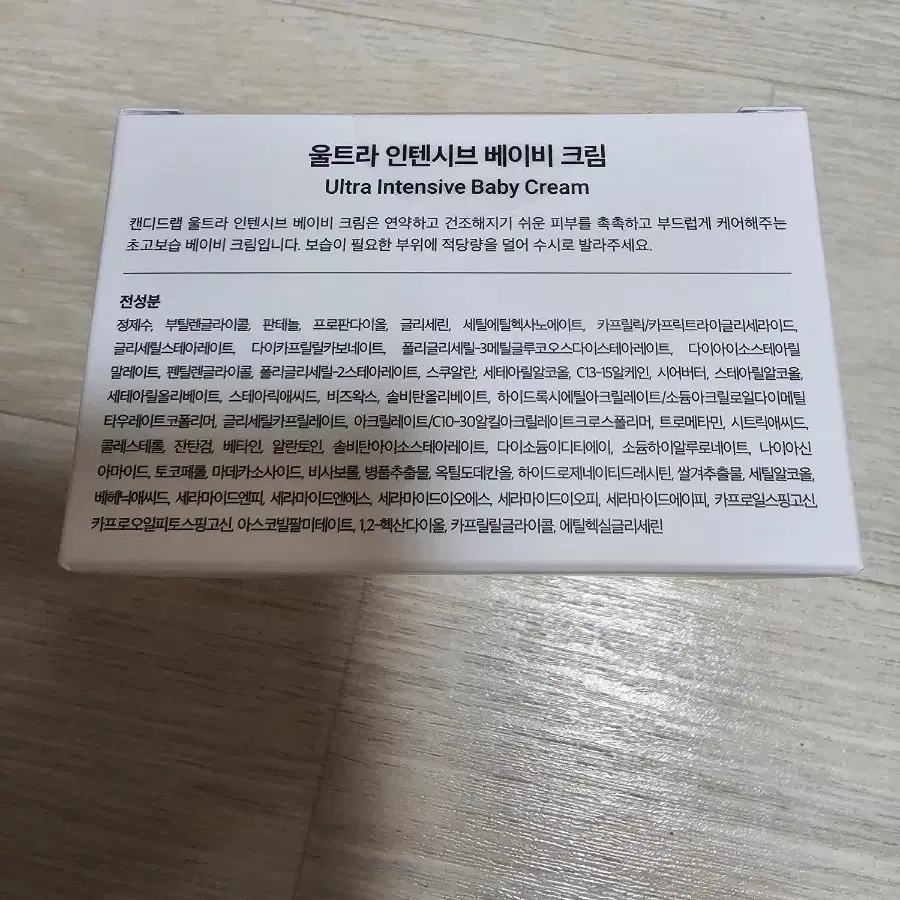 울트라 인텐시브 베이비 크림
Ultra Intensive Baby Cream
캔디드랩 울트라 인텐시브 베이비 크림은 연약하고 건조해지기 쉬운 피부를 촉촉하고 부드럽게 케어해주는
초고보습 베이비 크림입니다. 보습이 필요한 부위에 적당량을 덜어 수시로 발라주세요.
전성분
정제수, 부틸렌글라이콜, 판테놀, 프로판다이올, 글리세린, 세틸에틸헥사노에이트, 카프릴릭/카프릭트라이글리세라이드,
글리세릴스테아레이트, 다이카프릴릴카보네이트, 폴리글리세릴-3메틸글루코오스다이스테아레이트, 다이아이소스테아릴
말레이트, 펜틸렌글라이콜, 폴리글리세릴-2스테아레이트, 스쿠알란, 세테아릴알코올, C13-15알케인, 시어버터, 스테아릴알코올,
세테아릴올리베이트, 스테아릭애씨드, 비즈왁스, 솔비탄올리베이트, 하이드록시에틸아크릴레이트/소듐아크릴로일다이메틸
타우레이트코폴리머, 글리세릴카프릴레이트, 아크릴레이트/C10-30알킬아크릴레이트크로스폴리머, 트로메타민, 시트릭애씨드,
콜레스테롤, 잔탄검, 베타인, 알란토인, 솔비탄아이소스테아레이트, 다이소듐이디티에이, 소듐하이알루로네이트, 나이아신
아마이드, 토코페롤, 마데카소사이드, 비사보롤, 병풀추출물, 옥틸도데칸올, 하이드로제네이티드레시틴, 쌀겨추출물, 세틸알코올,
베헤닉애씨드, 세라마이드엔피, 세라마이드엔에스, 세라마이드이오에스, 세라마이드이오피, 세라마이드에이피, 카프로일스핑고신,
카프로오일피토스핑고신, 아스코빌팔미테이트, 1,2-헥산다이올, 카프릴릴글라이콜, 에틸헥실글리세린